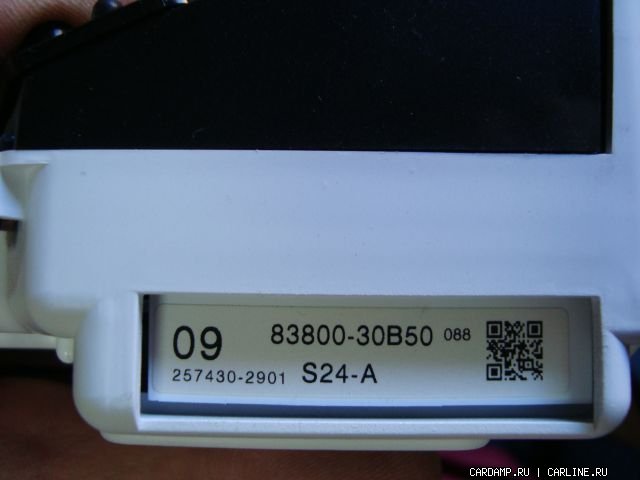 09 83800-30B50 088
257430-2901 S24-A
CARDAMP.RU | CARLINE.RU